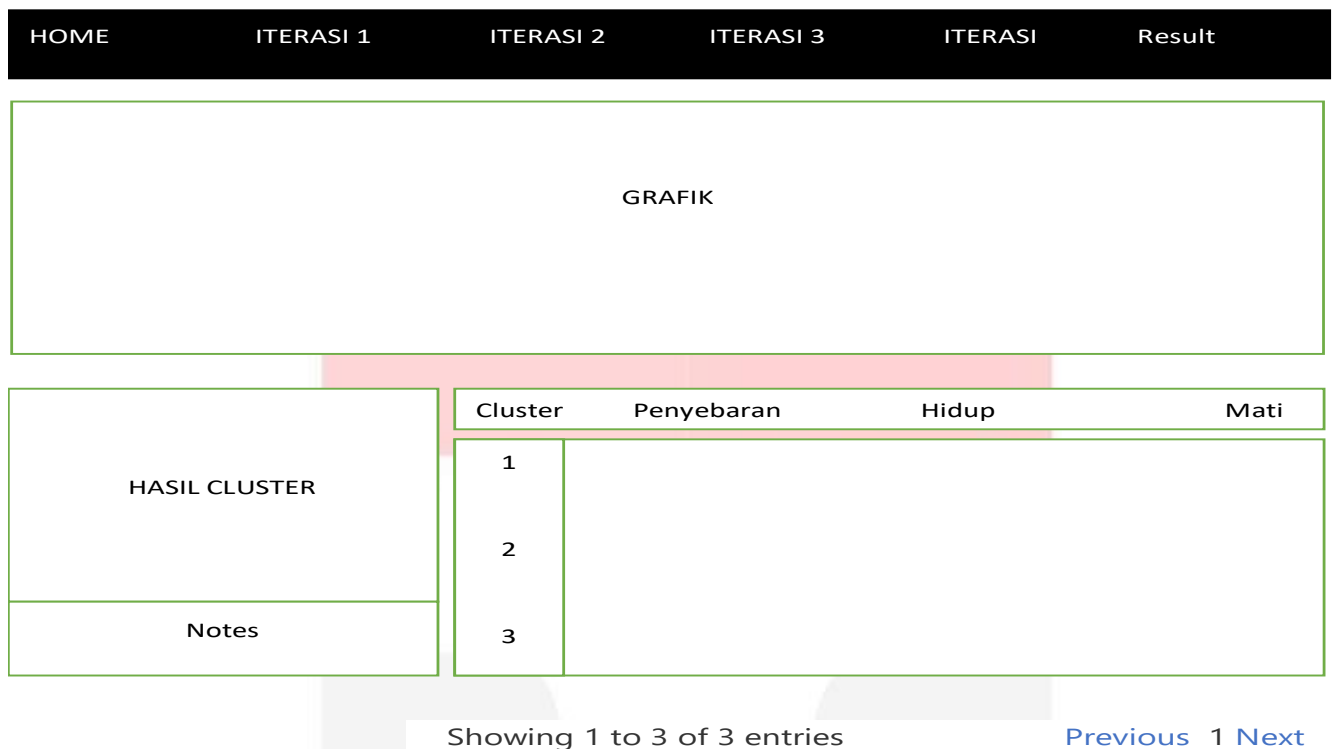 HOME ITERASI 1 ITERASI 2 ITERASI 3 ITERASI Result
GRAFIK
HASIL CLUSTER
Notes
Cluster Penyebaran Hidup Mati
1
2
3
Showing 1 to 3 of 3 entries Previous 1 Next